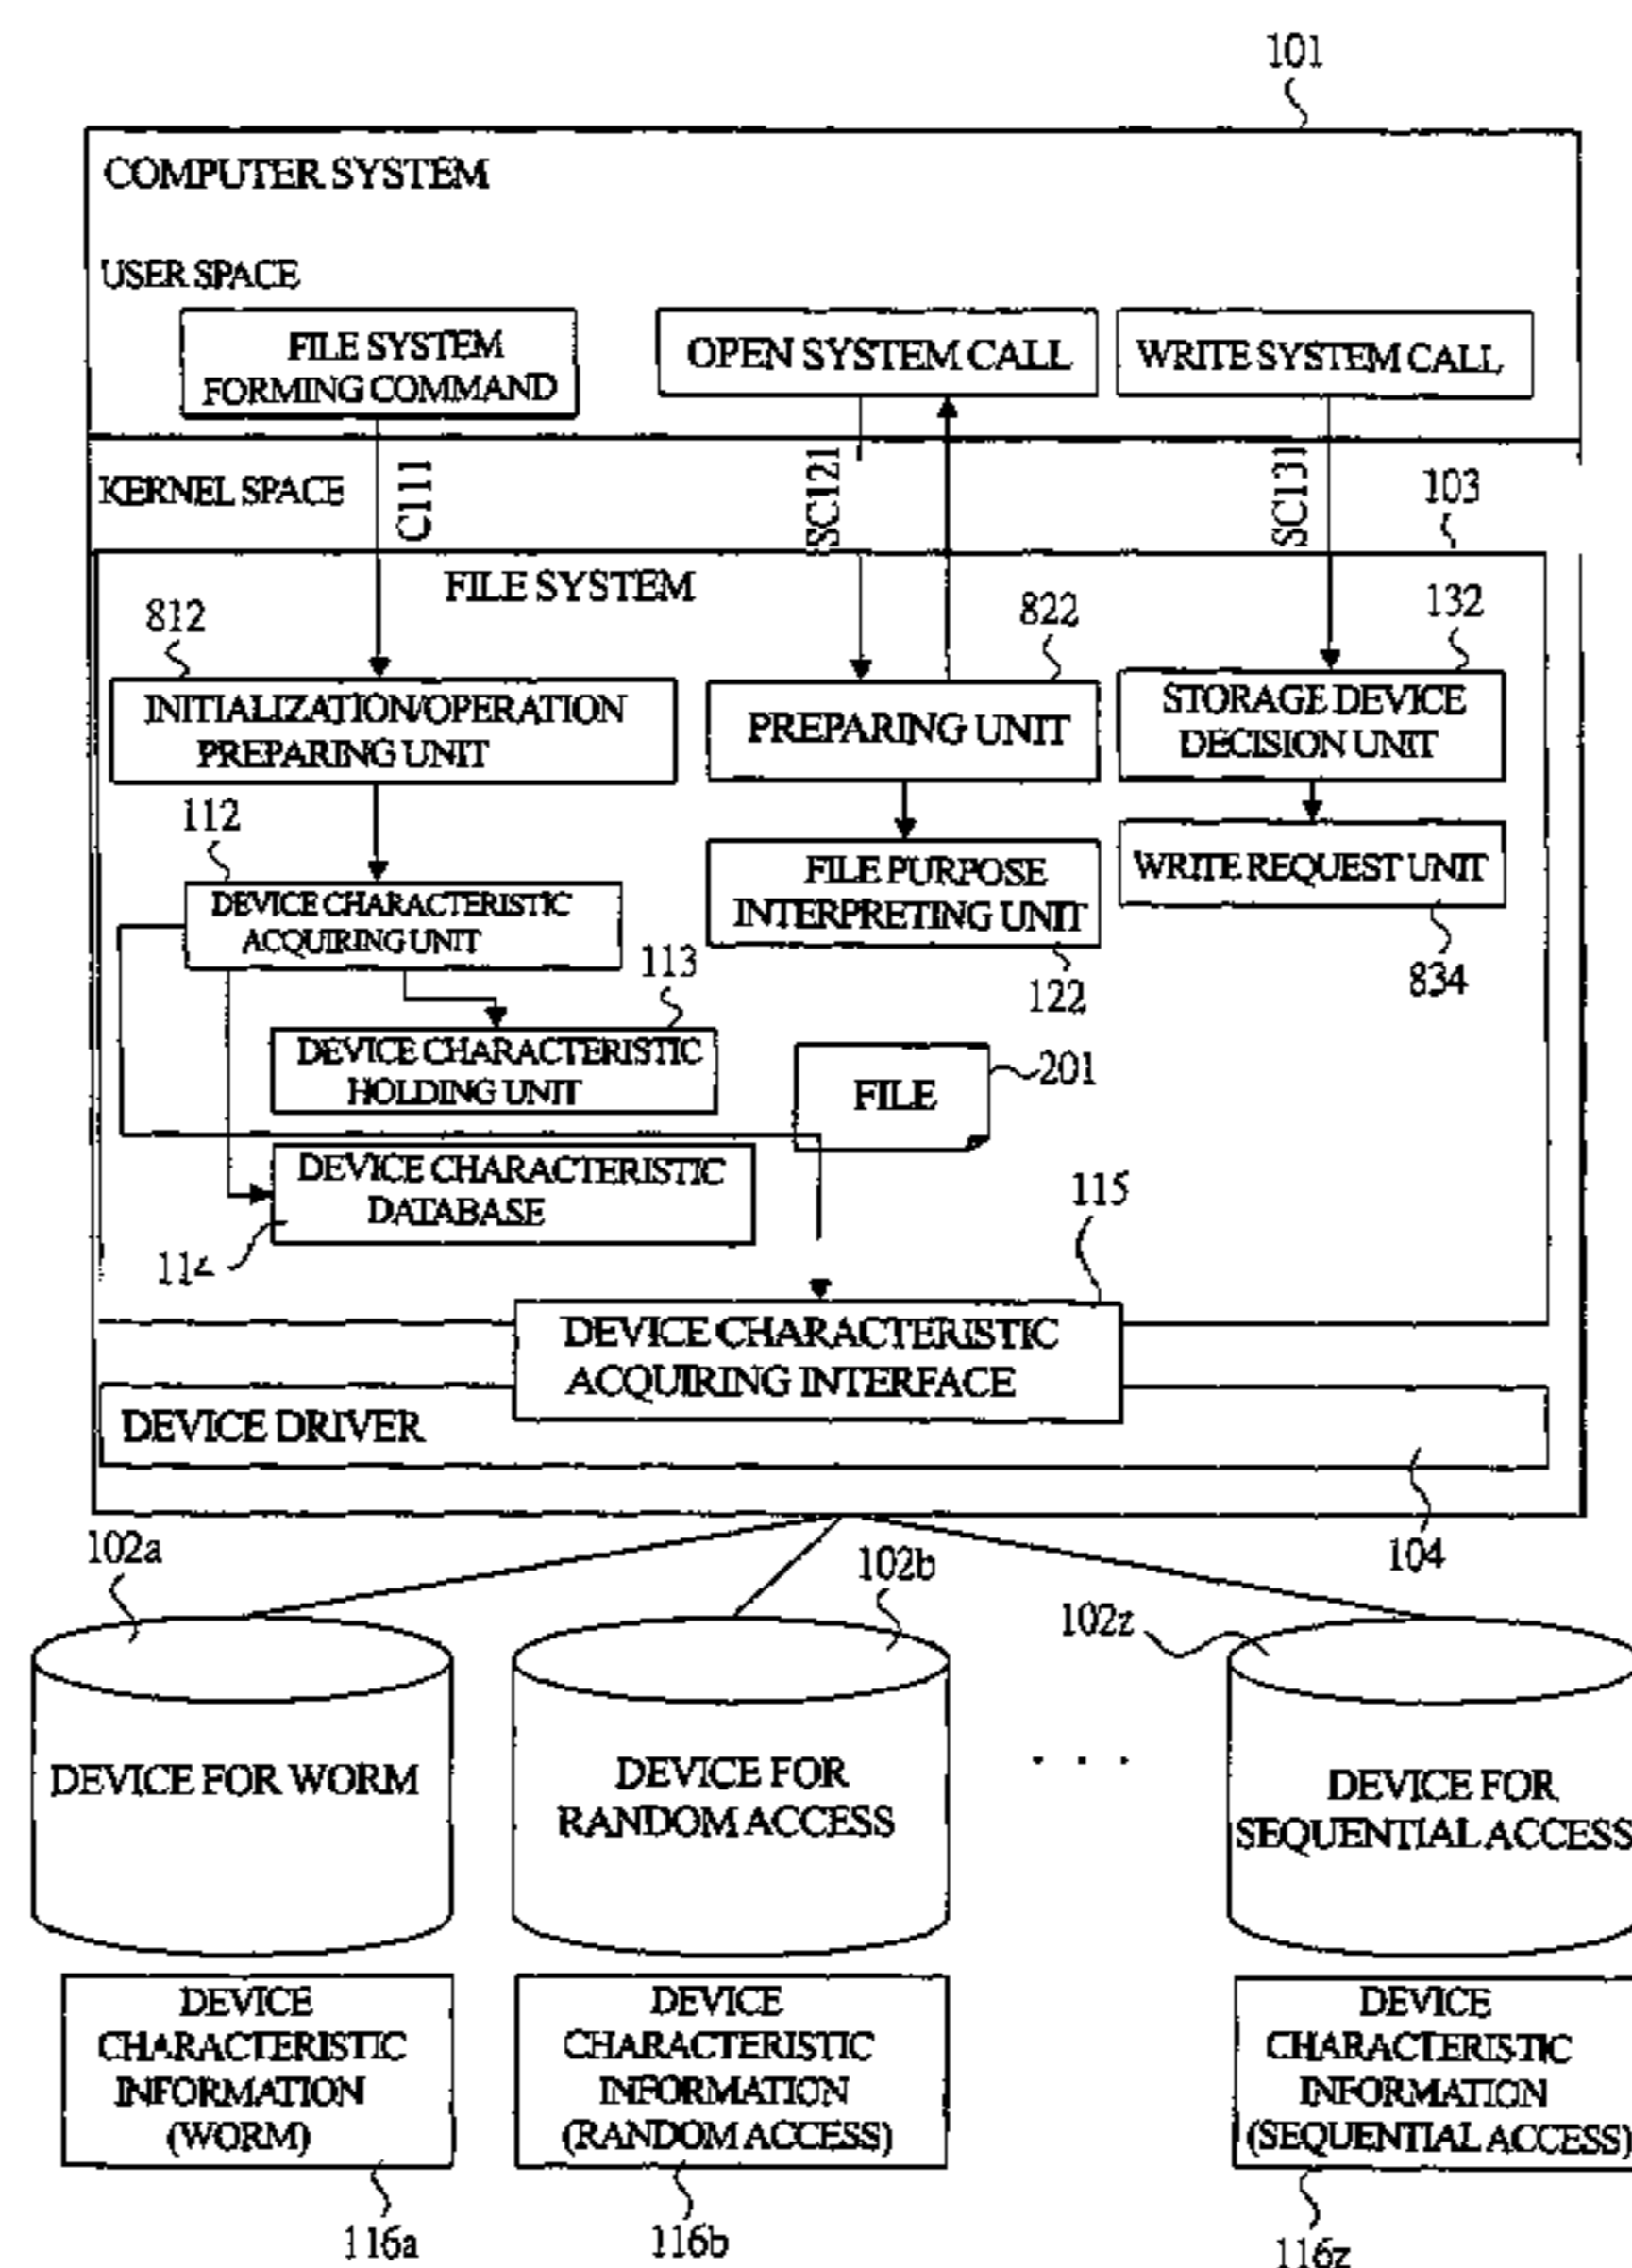 101
COMPUTER SYSTEM
USER SPACE
FILE SYSTEM
FORMING COMMAND
OPEN SYSTEM CALL
WRITE SYSTEM CALL
KERNEL SPACE
C111
SC121
SC131
103
FILE SYSTEM
812
822
132
INITIALIZATION/OPERATION
PREPARING UNIT
PREPARING UNIT
STORAGE DEVICE
DECISION UNIT
112
DEVICE CHARACTERISTIC
ACQUIRING UNIT
FILE PURPOSE
INTERPRETING UNIT
WRITE REQUEST UNIT
113
122
834
DEVICE CHARACTERISTIC
HOLDING UNIT
FILE
201
DEVICE CHARACTERISTIC
DATABASE
114
115
DEVICE CHARACTERISTIC
ACQUIRING INTERFACE
DEVICE DRIVER
104
102a
102b
102z
DEVICE FOR WORM
DEVICE FOR
RANDOM ACCESS
. . .
DEVICE FOR
SEQUENTIAL ACCESS
DEVICE
CHARACTERISTIC
INFORMATION
(WORM)
DEVICE
CHARACTERISTIC
INFORMATION
(RANDOM ACCESS)
DEVICE
CHARACTERISTIC
INFORMATION
(SEQUENTIAL ACCESS)
116a
116b
116z